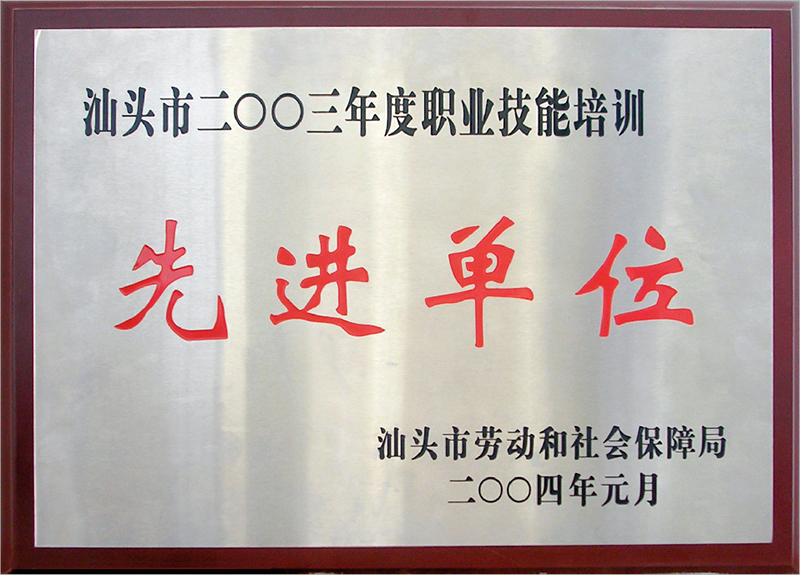 汕头市二〇〇三年度职业技能培训
先进单位
汕头市劳动和社会保障局
二〇〇四年元月